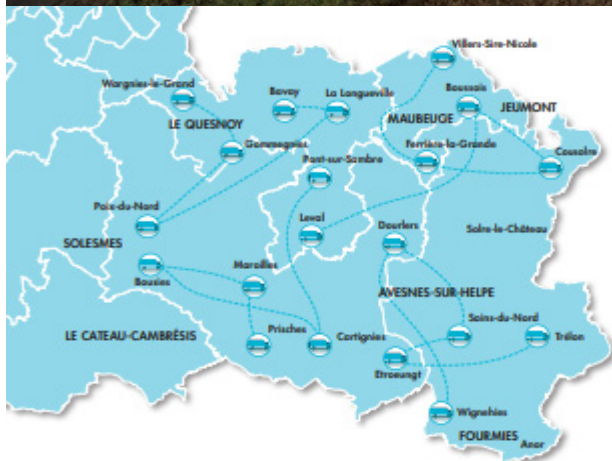 Villers-Sire-Nicole
Wargnies-le-Grand
Bavay
La Longueville
Boussois
JEUMONT
LE QUESNOY
MAUBEUGE
Gommegnies
Ferrière-la-Grande
Cousolre
Pont-sur-Sambre
Poix-du-Nord
Leval
Dourlers
Solre-le-Château
SOLESMES
Maroilles
Bousies
AVESNES-SUR-HELPE
Sains-du-Nord
LE CATEAU-CAMBRÉSIS
Prisches
Cartignies
Trélon
Etroeungt
Wignehies
FOURMIES
Anor